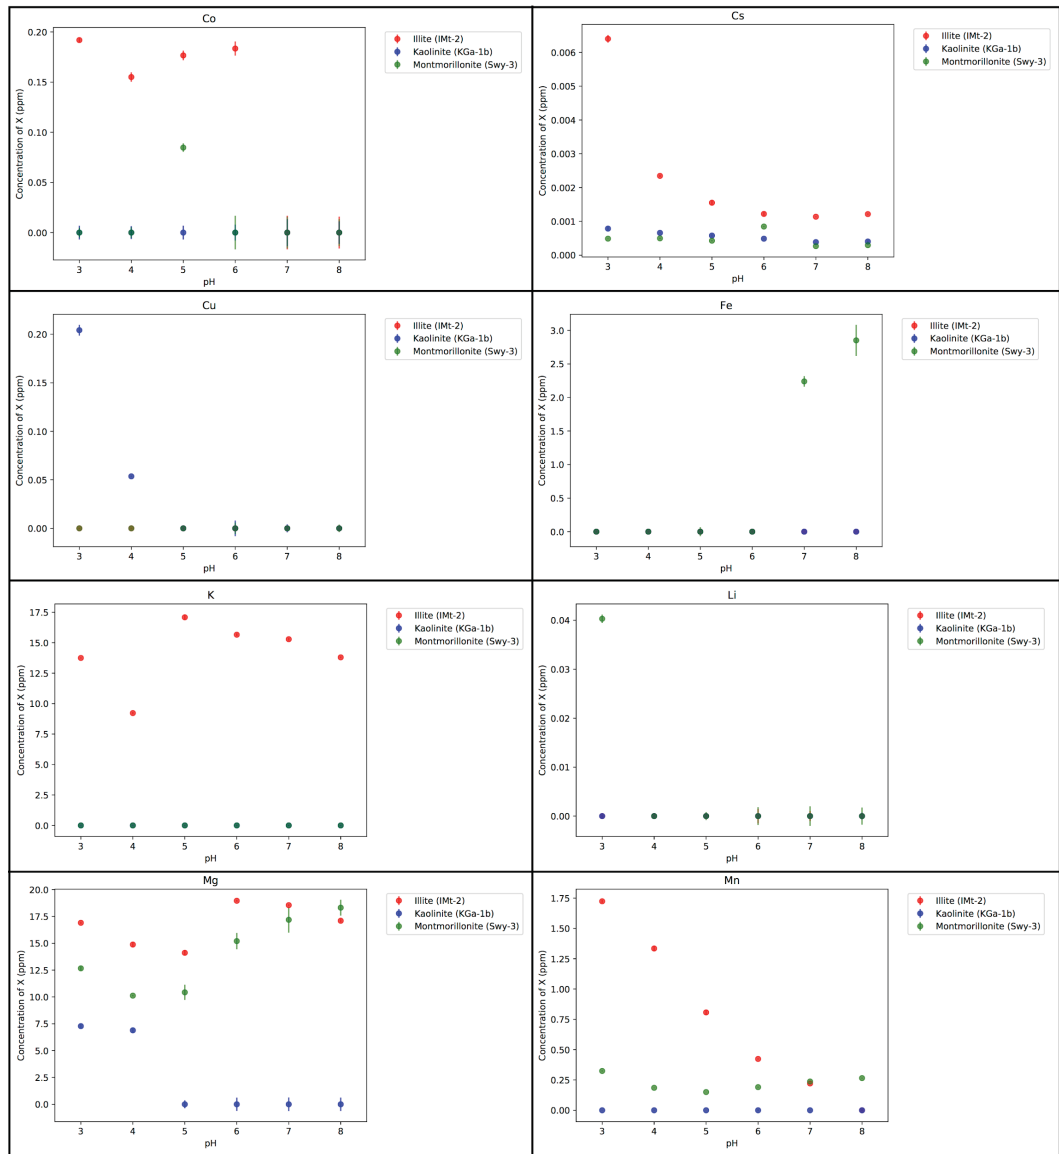 Co
Concentration of X (ppm)
0.20
0.15
0.10
0.05
0.00
3 4 5 6 7 8
pH
Illite (IMt-2)
Kaolinite (KGa-1b)
Montmorillonite (Swy-3)
Cs
Concentration of X (ppm)
0.006
0.005
0.004
0.003
0.002
0.001
0.000
3 4 5 6 7 8
pH
Illite (IMt-2)
Kaolinite (KGa-1b)
Montmorillonite (Swy-3)
Cu
Concentration of X (ppm)
0.20
0.15
0.10
0.05
0.00
3 4 5 6 7 8
pH
Illite (IMt-2)
Kaolinite (KGa-1b)
Montmorillonite (Swy-3)
Fe
Concentration of X (ppm)
3.0
2.5
2.0
1.5
1.0
0.5
0.0
3 4 5 6 7 8
pH
Illite (IMt-2)
Kaolinite (KGa-1b)
Montmorillonite (Swy-3)
K
Concentration of X (ppm)
17.5
15.0
12.5
10.0
7.5
5.0
2.5
0.0
3 4 5 6 7 8
pH
Illite (IMt-2)
Kaolinite (KGa-1b)
Montmorillonite (Swy-3)
Li
Concentration of X (ppm)
0.04
0.03
0.02
0.01
0.00
3 4 5 6 7 8
pH
Illite (IMt-2)
Kaolinite (KGa-1b)
Montmorillonite (Swy-3)
Mg
Concentration of X (ppm)
20.0
17.5
15.0
12.5
10.0
7.5
5.0
2.5
0.0
3 4 5 6 7 8
pH
Illite (IMt-2)
Kaolinite (KGa-1b)
Montmorillonite (Swy-3)
Mn
Concentration of X (ppm)
1.75
1.50
1.25
1.00
0.75
0.50
0.25
0.00
3 4 5 6 7 8
pH
Illite (IMt-2)
Kaolinite (KGa-1b)
Montmorillonite (Swy-3)